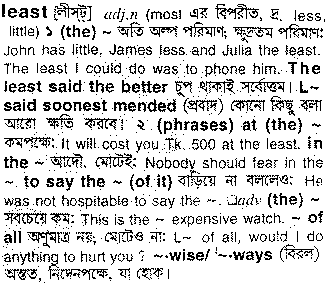 least [লীসট্] adj.n (most এর বিপরীত, দ্র. less,
little) ১ (the) ~ অতি অল্প পরিমাণ; ক্ষুদ্রতম পরিমাণ:
John has little, James less and Julia the least.
The least I could do was to phone him. The
least said the better চুপ থাকাই সর্বোত্তম। L~
said soonest mended (প্রবাদ) কোনো কিছু বলা
আরো ক্ষতি করবে। ২ (phrases) at (the) ~
কমপক্ষে: It will cost you Tk. 500 at the least. in
the ~ আদৌ, মোটেই: Nobody should fear in the
~ to say the ~ (of it) বাড়িয়ে না বললেও: He
was not hospitable to say the ~. □adv (the) ~
সবচেয়ে কম: This is the ~ expensive watch. ~ of
all অণুমাত্র নয়; মোটেও না: L~ of all, would I do
anything to hurt you ? ~wise/ ~ways (বিরল)
অন্তত, নিদেনপক্ষে, যা হোক।